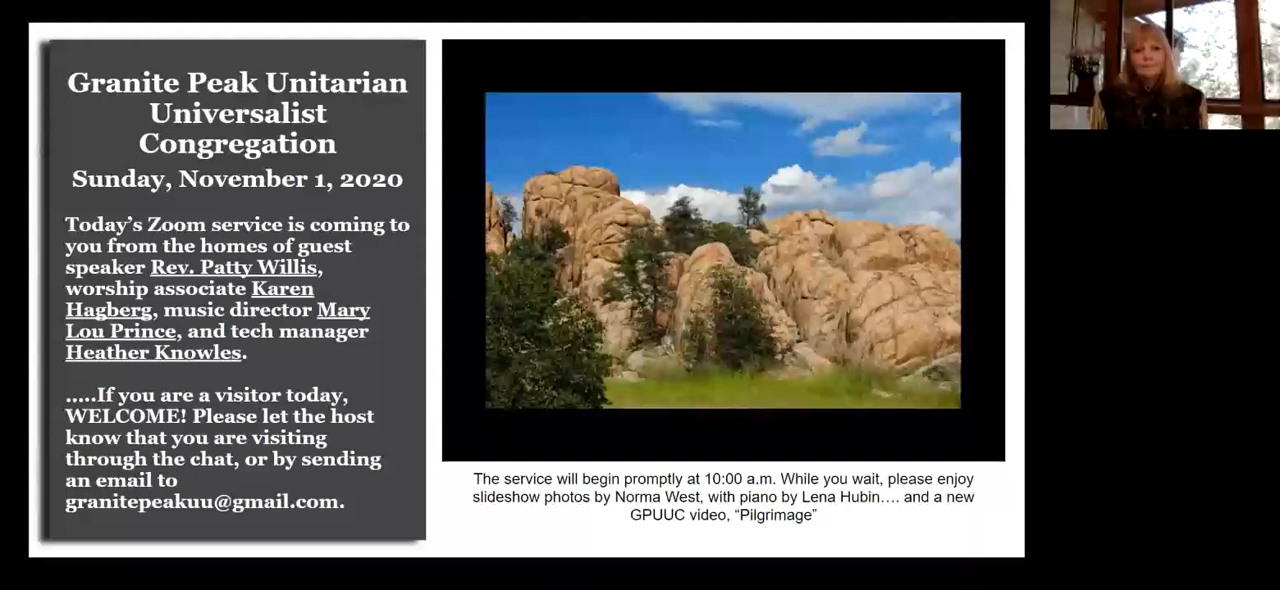 Granite Peak Unitarian
Universalist
Congregation
Sunday, November 1, 2020
Today's Zoom service is coming to
you from the homes of guest
speaker Rev. Patty Willis,
worship associate Karen
Hagberg, music director Mary
Lou Prince, and tech manager
Heather Knowles.
.....If you are a visitor today,
WELCOME! Please let the host
know that you are visiting
through the chat, or by sending
an email to
granitepeakuu@gmail.com.
The service will begin promptly at 10:00 a.m. While you wait, please enjoy
slideshow photos by Norma West, with piano by Lena Hubin.... and a new
GPUUC video, “Pilgrimage”